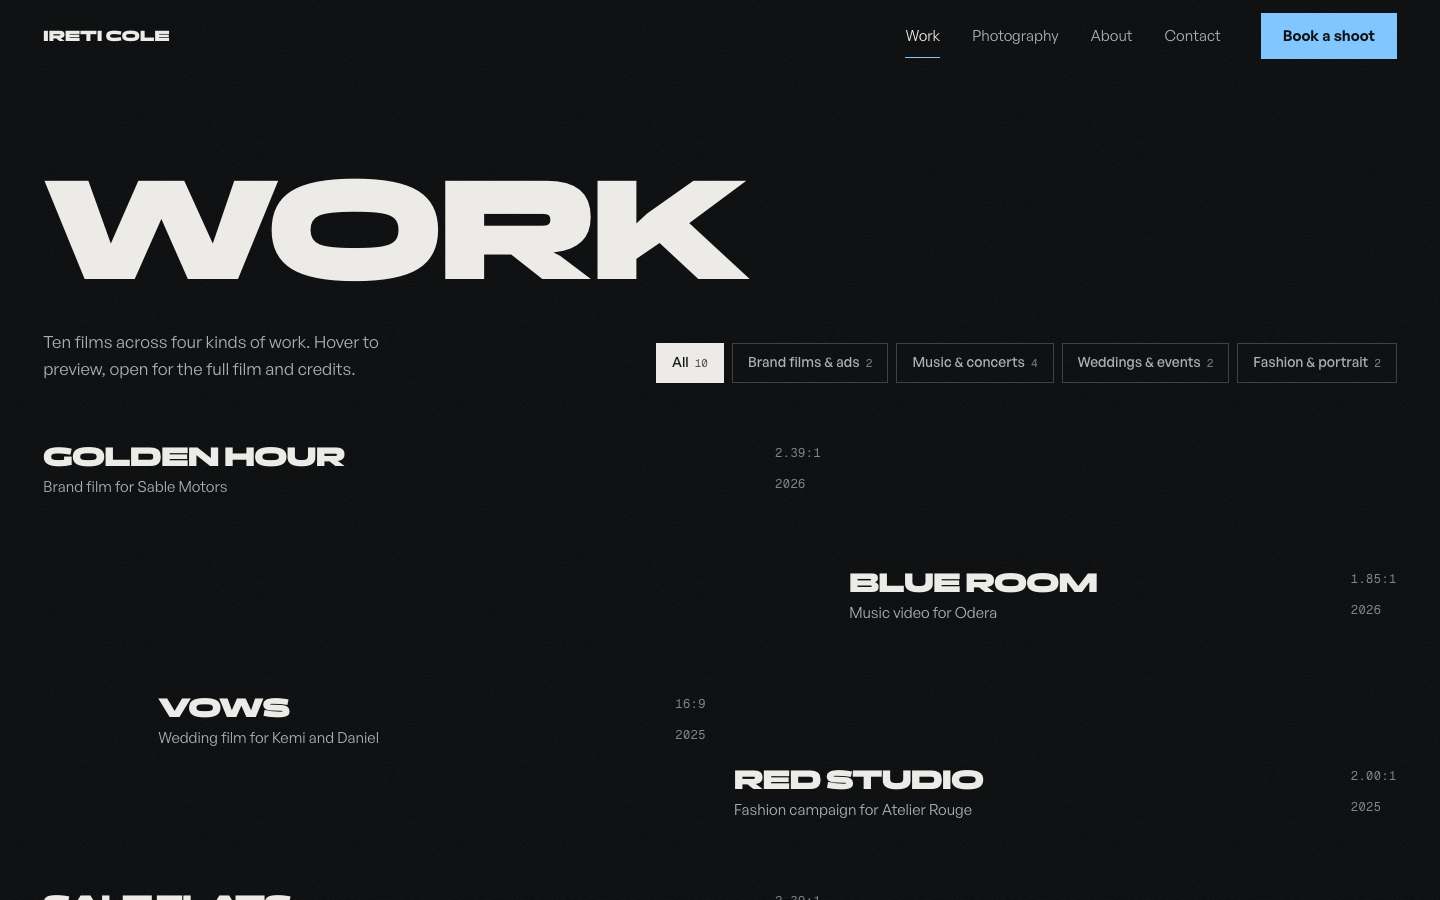 IRETI COLE
Work
Photography
About
Contact
Book a shoot
WORK
Ten films across four kinds of work. Hover to
preview, open for the full film and credits.
All 10
Brand films & ads 2
Music & concerts 4
Weddings & events 2
Fashion & portrait 2
GOLDEN HOUR
2.39:1
Brand film for Sable Motors
2026
BLUE ROOM
1.85:1
Music video for Odera
2026
VOWS
16:9
Wedding film for Kemi and Daniel
2025
RED STUDIO
2.00:1
Fashion campaign for Atelier Rouge
2025